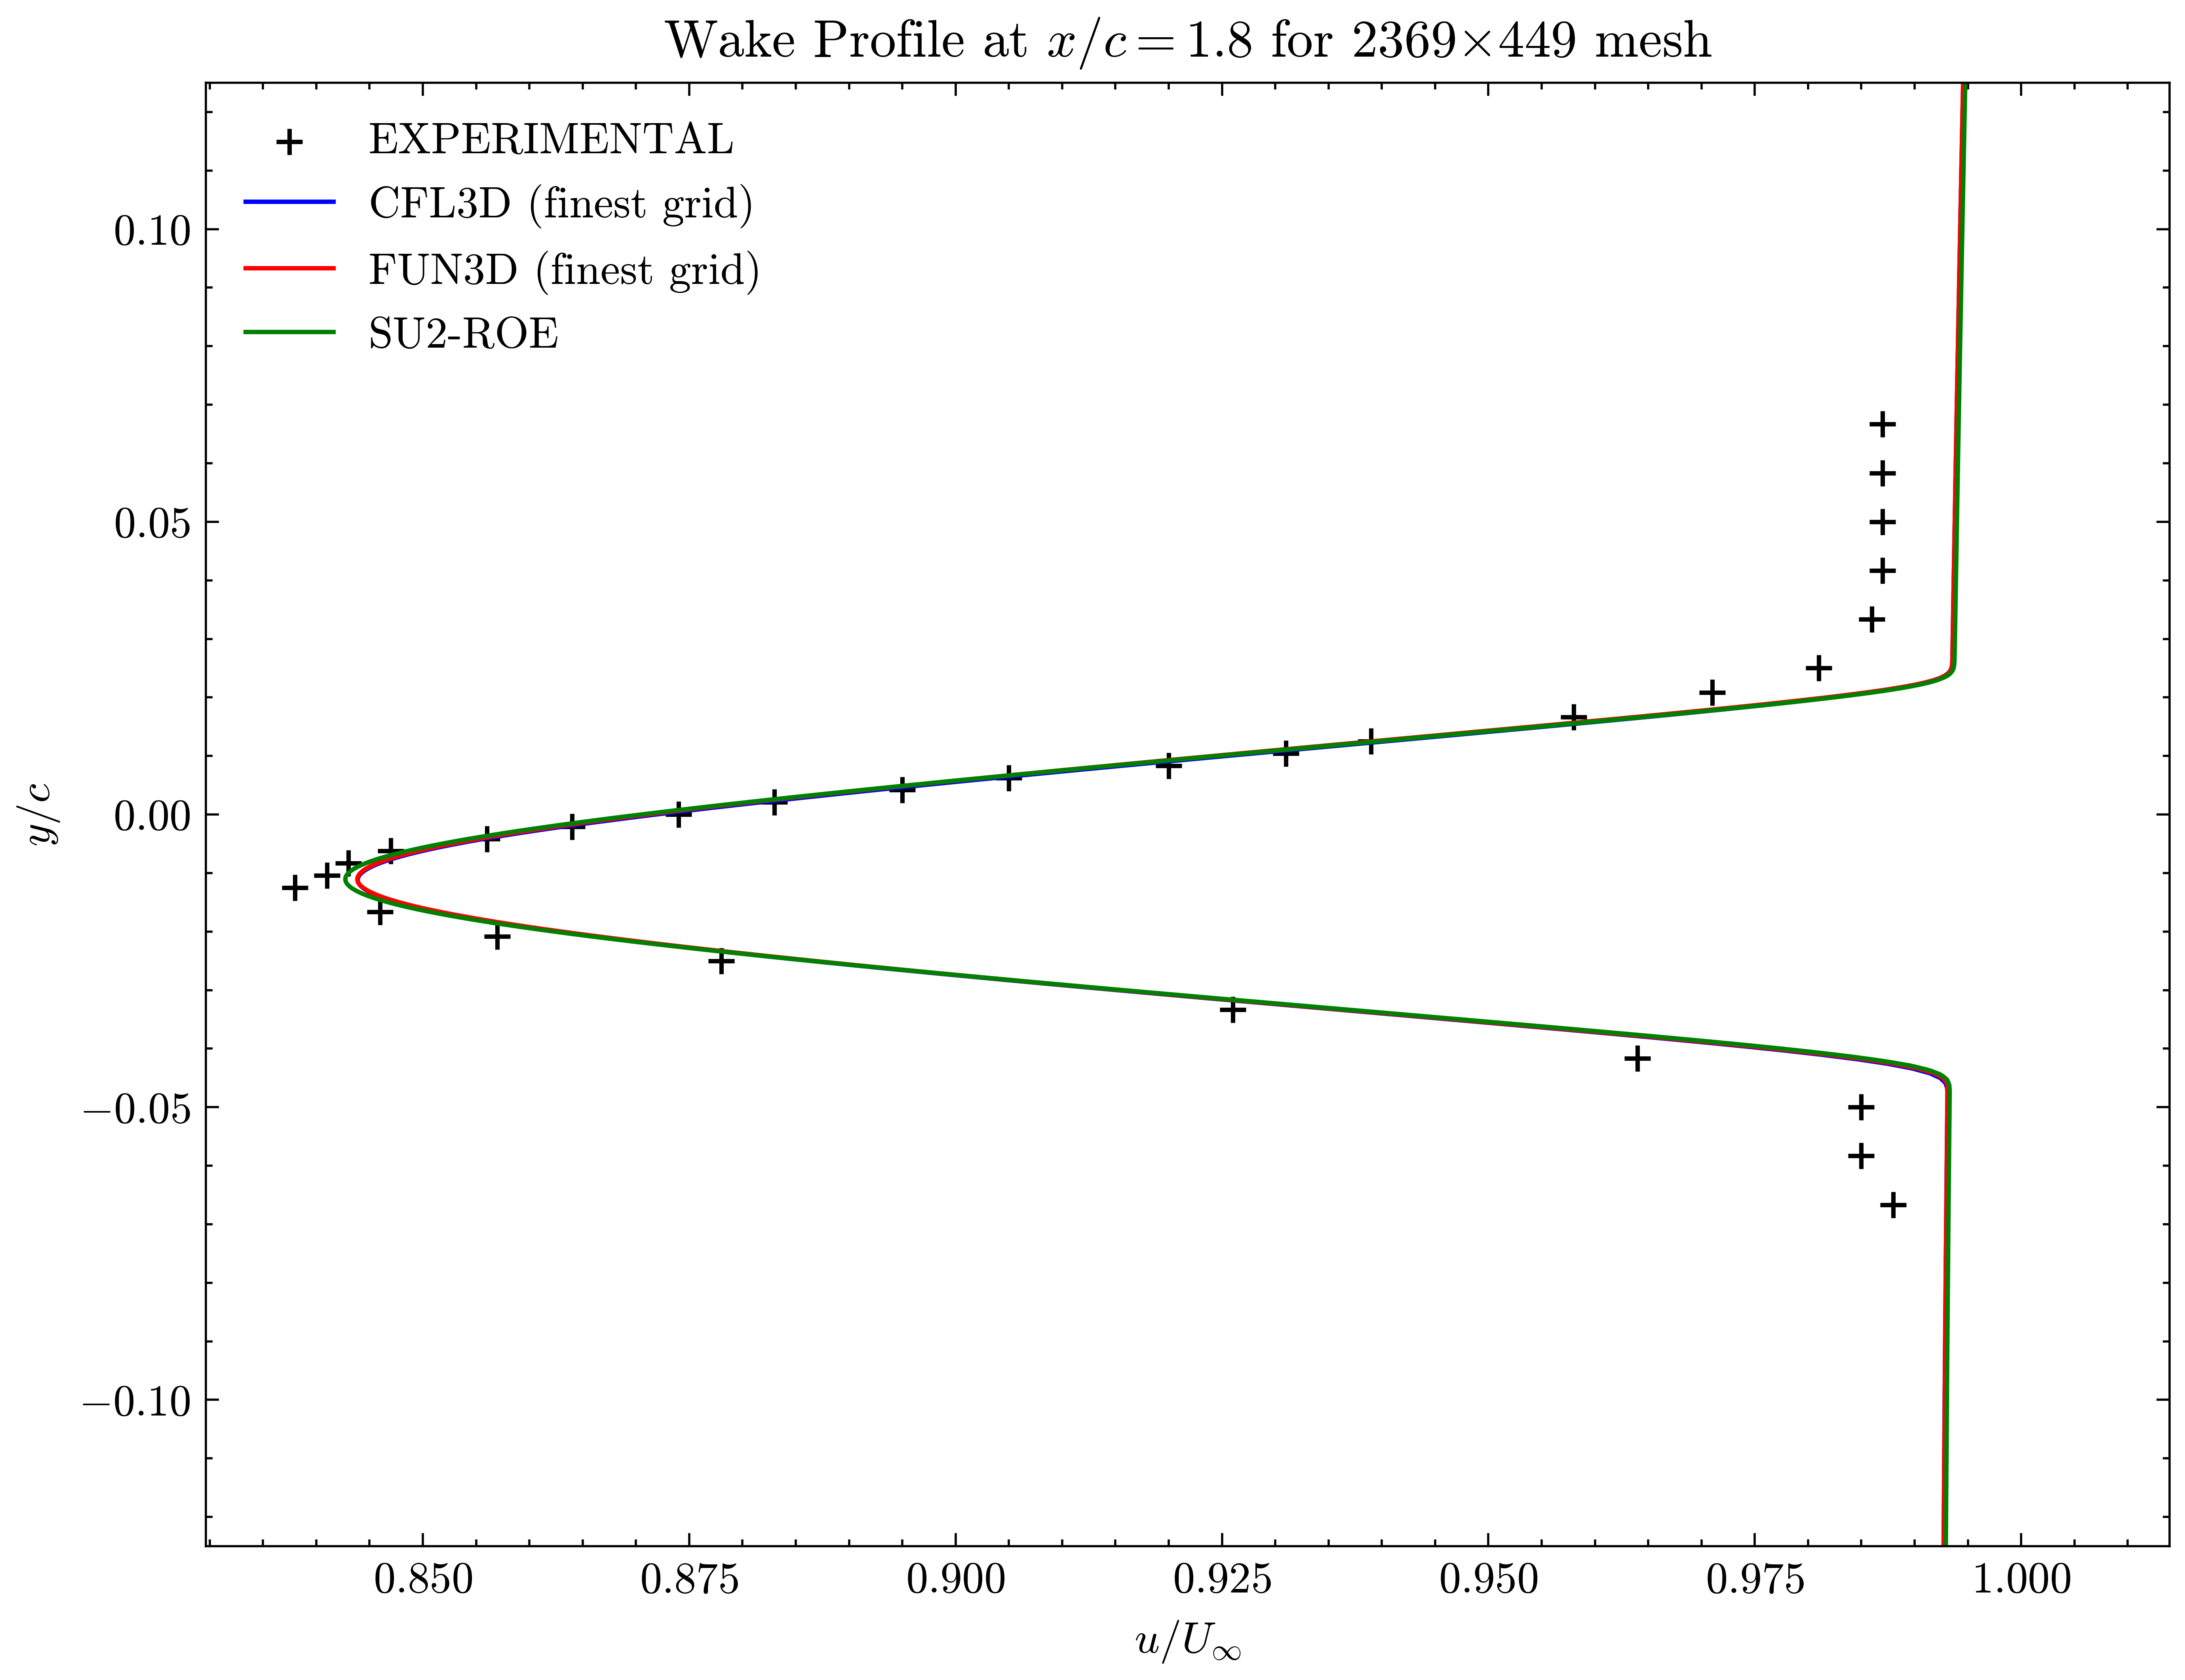 Wake Profile at x/c = 1.8 for 2369×449 mesh
EXPERIMENTAL
CFL3D (finest grid)
FUN3D (finest grid)
SU2-ROE
0.10
0.05
0.00
−0.05
−0.10
y/c
0.850 0.875 0.900 0.925 0.950 0.975 1.000
u/U∞